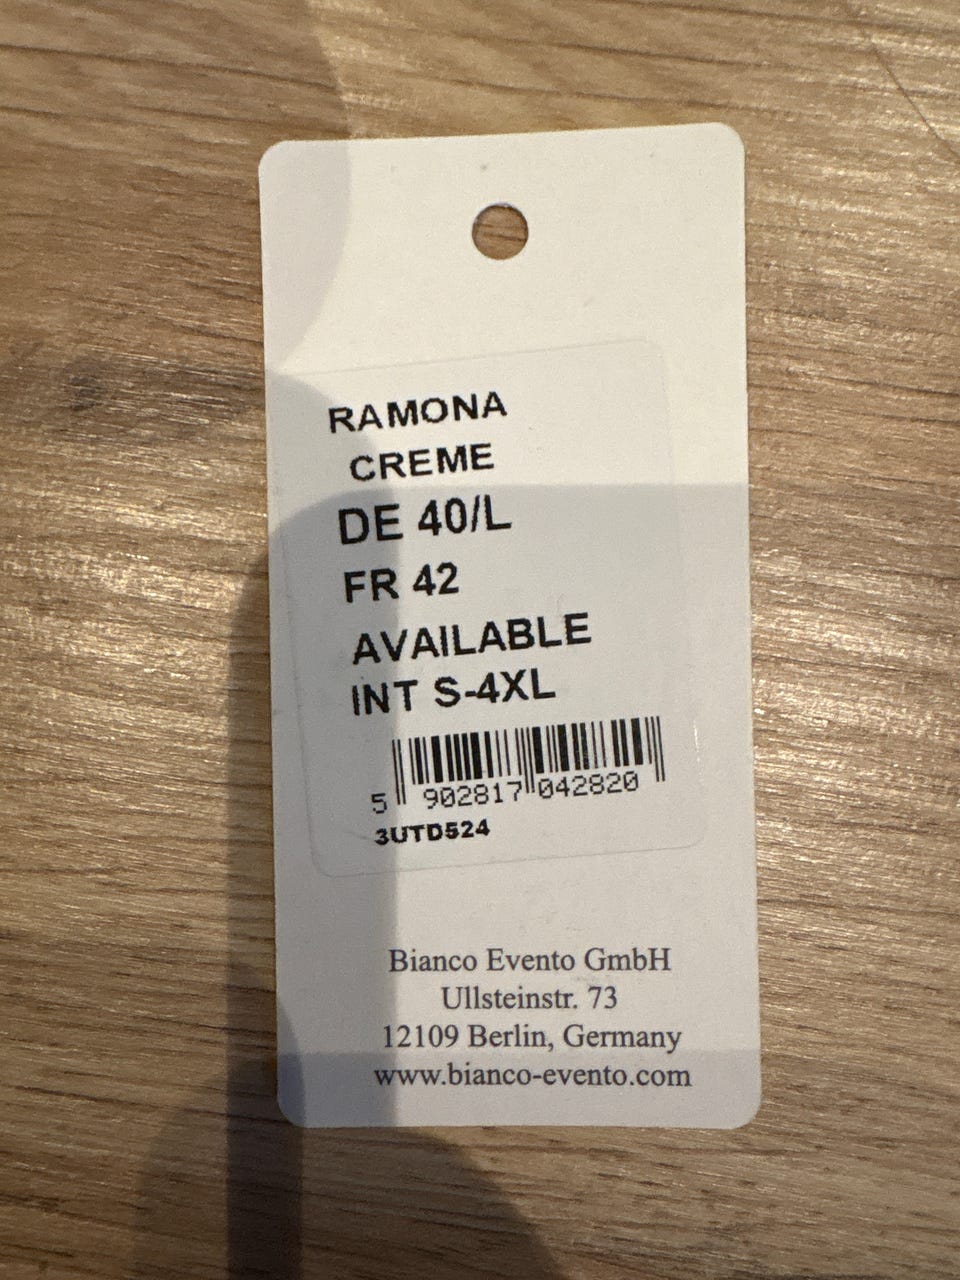 RAMONA
CREME
DE 40/L
FR 42
AVAILABLE
INT S-4XL
5 902817 042820
3UTD524
Bianco Evento GmbH
Ullsteinstr. 73
12109 Berlin, Germany
www.bianco-evento.com